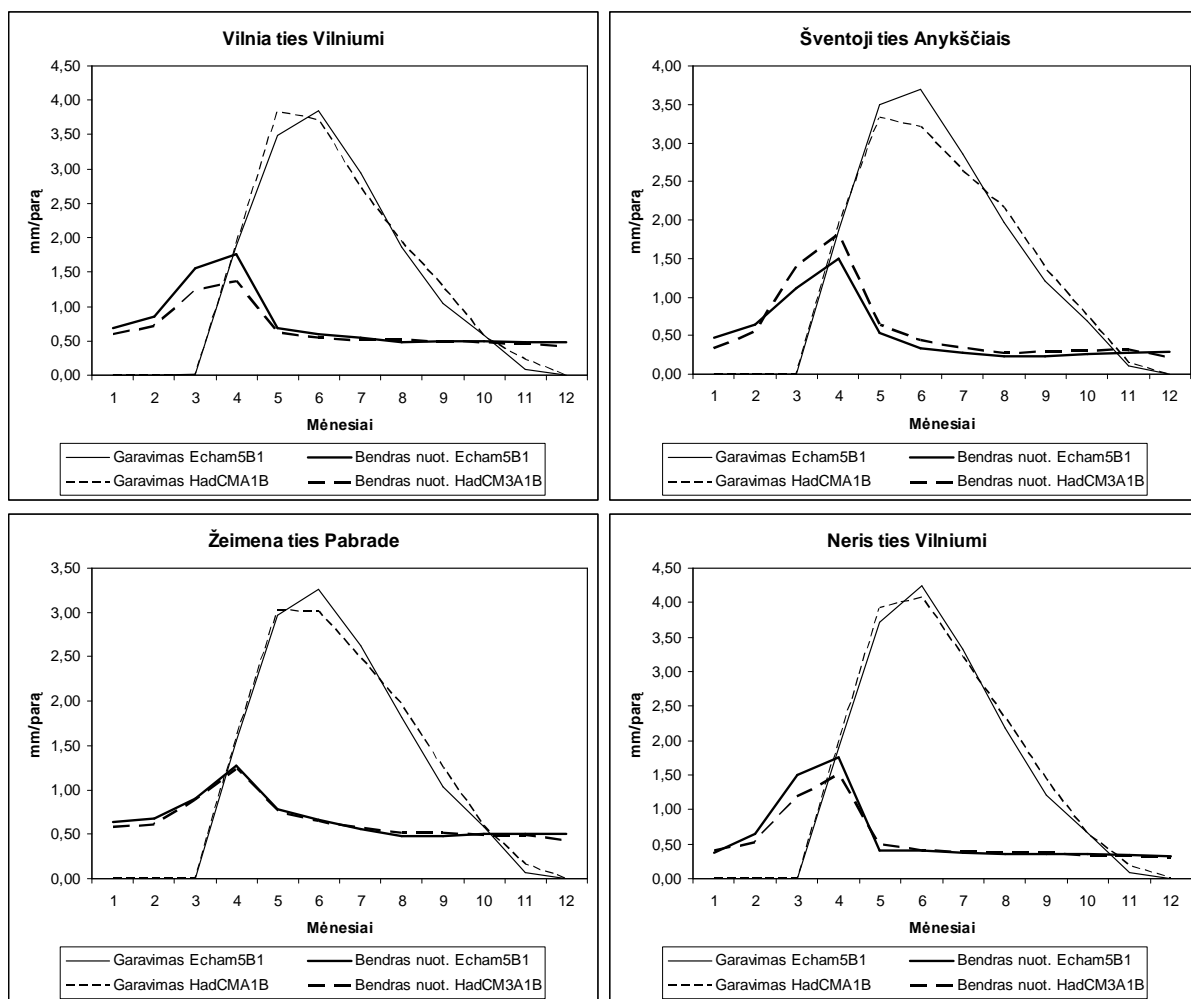 Vilnia ties Vilniumi
mm/parą
4,50
4,00
3,50
3,00
2,50
2,00
1,50
1,00
0,50
0,00
1 2 3 4 5 6 7 8 9 10 11 12
Mėnesiai
Garavimas Echam5B1 Bendras nuot. Echam5B1
Garavimas HadCMA1B Bendras nuot. HadCM3A1B
Šventoji ties Anykščiais
mm/parą
4,00
3,50
3,00
2,50
2,00
1,50
1,00
0,50
0,00
1 2 3 4 5 6 7 8 9 10 11 12
Mėnesiai
Garavimas Echam5B1 Bendras nuot. Echam5B1
Garavimas HadCMA1B Bendras nuot. HadCM3A1B
Žeimena ties Pabrade
mm/parą
3,50
3,00
2,50
2,00
1,50
1,00
0,50
0,00
1 2 3 4 5 6 7 8 9 10 11 12
Mėnesiai
Garavimas Echam5B1 Bendras nuot. Echam5B1
Garavimas HadCMA1B Bendras nuot. HadCM3A1B
Neris ties Vilniumi
mm/parą
4,50
4,00
3,50
3,00
2,50
2,00
1,50
1,00
0,50
0,00
1 2 3 4 5 6 7 8 9 10 11 12
Mėnesiai
Garavimas Echam5B1 Bendras nuot. Echam5B1
Garavimas HadCMA1B Bendras nuot. HadCM3A1B